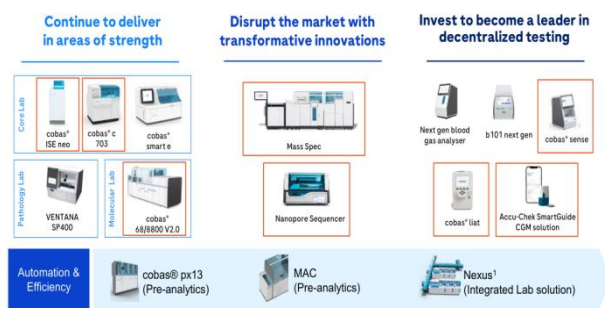 Continue to deliver
in areas of strength
Disrupt the market with
transformative innovations
Invest to become a leader in
decentralized testing
Core Lab
cobas®
ISE neo
cobas® c
703
cobas®
smart e
Mass Spec
Next gen blood
gas analyser
b101 next gen
cobas® sense
Pathology Lab
VENTANA
SP400
Molecular Lab
cobas®
68/8800 V2.0
Nanopore Sequencer
cobas® liat
Accu-Chek SmartGuide
CGM solution
Automation &
Efficiency
cobas® px13
(Pre-analytics)
MAC
(Pre-analytics)
Nexus¹
(Integrated Lab solution)